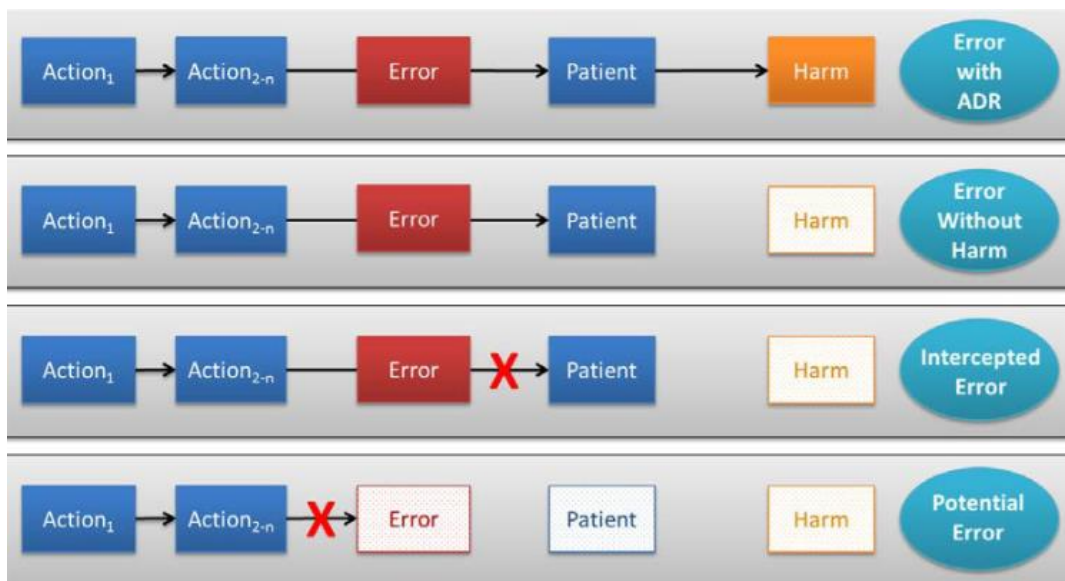 Action₁ Action₂₋ₙ Error Patient Harm Error
with
ADR
Action₁ Action₂₋ₙ Error Patient Harm Error
Without
Harm
Action₁ Action₂₋ₙ Error X Patient Harm Intercepted
Error
Action₁ Action₂₋ₙ X Error Patient Harm Potential
Error